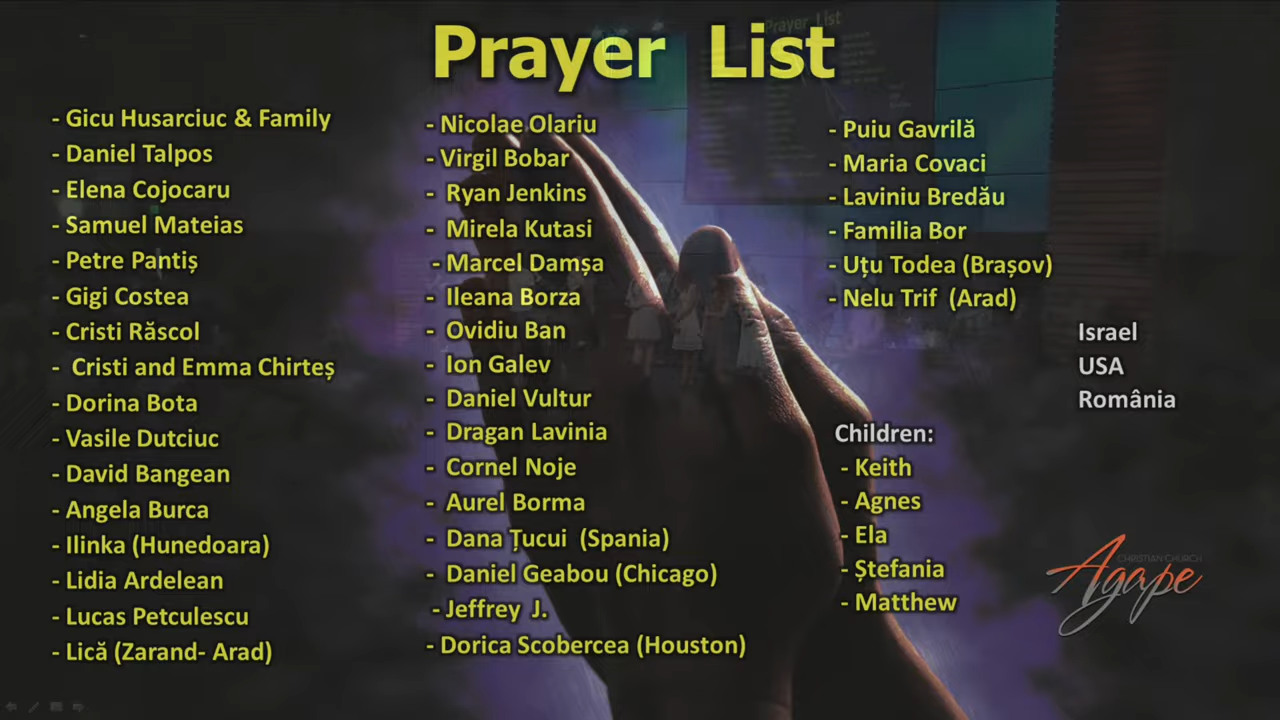 Prayer List
- Gicu Husarciuc & Family
- Daniel Talpos
- Elena Cojocaru
- Samuel Mateias
- Petre Pantiș
- Gigi Costea
- Cristi Răscol
- Cristi and Emma Chirteș
- Dorina Bota
- Vasile Dutciuc
- David Bangean
- Angela Burca
- Ilinka (Hunedoara)
- Lidia Ardelean
- Lucas Petculescu
- Lică (Zarand- Arad)
- Nicolae Olariu
- Virgil Bobar
- Ryan Jenkins
- Mirela Kutasi
- Marcel Damșa
- Ileana Borza
- Ovidiu Ban
- Ion Galev
- Daniel Vultur
- Dragan Lavinia
- Cornel Noje
- Aurel Borma
- Dana Țucui (Spania)
- Daniel Geabou (Chicago)
- Jeffrey J.
- Dorica Scobercea (Houston)
- Puiu Gavrilă
- Maria Covaci
- Laviniu Bredău
- Familia Bor
- Uțu Todea (Brașov)
- Nelu Trif (Arad)
Israel
USA
România
Children:
- Keith
- Agnes
- Ela
- Ștefania
- Matthew
CHRISTIAN CHURCH
Agape
Prayer List